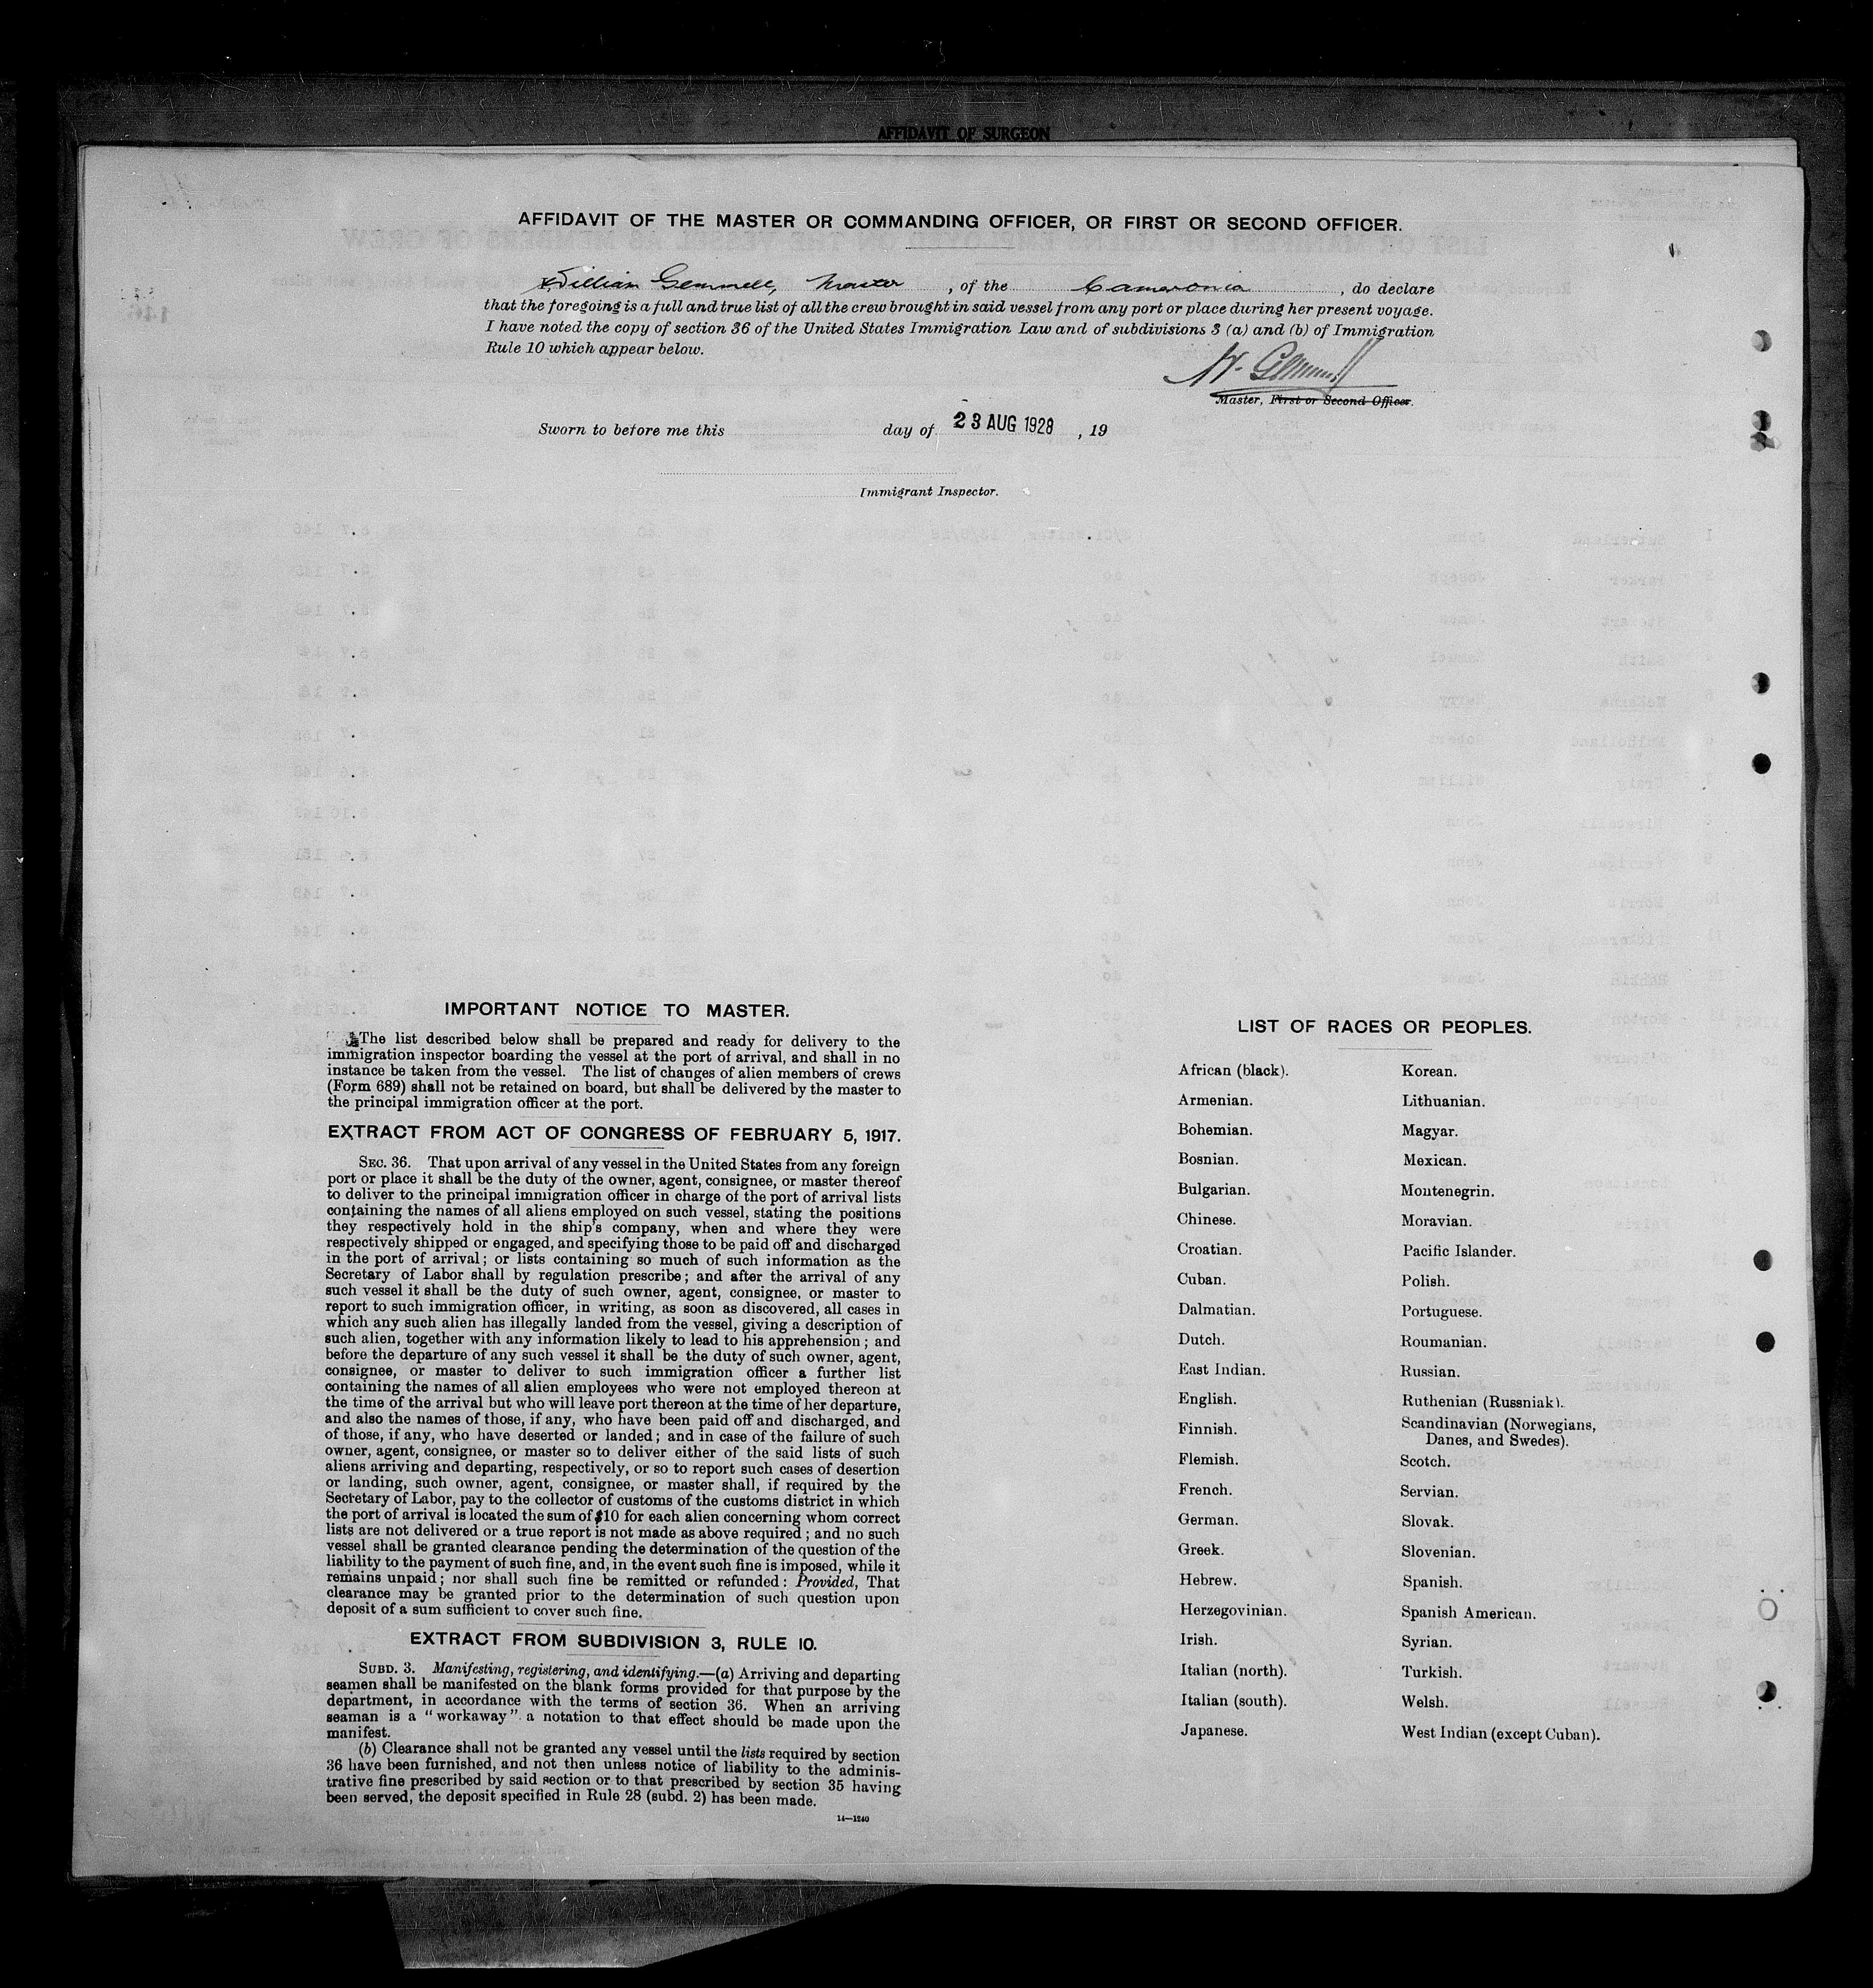 AFFIDAVIT OF SURGEON
AFFIDAVIT OF THE MASTER OR COMMANDING OFFICER, OR FIRST OR SECOND OFFICER.
I, William Gemmell, Master, of the Cameronia, do declare
that the foregoing is a full and true list of all the crew brought in said vessel from any port or place during her present voyage.
I have noted the copy of section 36 of the United States Immigration Law and of subdivisions 3 (a) and (b) of Immigration
Rule 10 which appear below.
W. Gemmell
Master, First or Second Officer.
Sworn to before me this day of 23 AUG 1928, 19
Immigrant Inspector.
IMPORTANT NOTICE TO MASTER.
The list described below shall be prepared and ready for delivery to the
immigration inspector boarding the vessel at the port of arrival, and shall in no
instance be taken from the vessel. The list of changes of alien members of crews
(Form 689) shall not be retained on board, but shall be delivered by the master to
the principal immigration officer at the port.
EXTRACT FROM ACT OF CONGRESS OF FEBRUARY 5, 1917.
SEC. 36. That upon arrival of any vessel in the United States from any foreign
port or place it shall be the duty of the owner, agent, consignee, or master thereof
to deliver to the principal immigration officer in charge of the port of arrival lists
containing the names of all aliens employed on such vessel, stating the positions
they respectively hold in the ship's company, when and where they were
respectively shipped or engaged, and specifying those to be paid off and discharged
in the port of arrival; or lists containing so much of such information as the
Secretary of Labor shall by regulation prescribe; and after the arrival of any
such vessel it shall be the duty of such owner, agent, consignee, or master to
report to such immigration officer, in writing, as soon as discovered, all cases in
which any such alien has illegally landed from the vessel, giving a description of
such alien, together with any information likely to lead to his apprehension; and
before the departure of any such vessel it shall be the duty of such owner, agent,
consignee, or master to deliver to such immigration officer a further list
containing the names of all alien employees who were not employed thereon at
the time of the arrival but who will leave port thereon at the time of her departure,
and also the names of those, if any, who have been paid off and discharged, and
of those, if any, who have deserted or landed; and in case of the failure of such
owner, agent, consignee, or master so to deliver either of the said lists of such
aliens arriving and departing, respectively, or so to report such cases of desertion
or landing, such owner, agent, consignee, or master shall, if required by the
Secretary of Labor, pay to the collector of customs of the customs district in which
the port of arrival is located the sum of $10 for each alien concerning whom correct
lists are not delivered or a true report is not made as above required; and no such
vessel shall be granted clearance pending the determination of the question of the
liability to the payment of such fine, and, in the event such fine is imposed, while it
remains unpaid; nor shall such fine be remitted or refunded: Provided, That
clearance may be granted prior to the determination of such question upon
deposit of a sum sufficient to cover such fine.
EXTRACT FROM SUBDIVISION 3, RULE 10.
SUBD. 3. Manifesting, registering, and identifying.—(a) Arriving and departing
seamen shall be manifested on the blank forms provided for that purpose by the
department, in accordance with the terms of section 36. When an arriving
seaman is a "workaway" a notation to that effect should be made upon the
manifest.
(b) Clearance shall not be granted any vessel until the lists required by section
36 have been furnished, and not then unless notice of liability to the adminis-
trative fine prescribed by said section or to that prescribed by section 35 having
been served, the deposit specified in Rule 28 (subd. 2) has been made.
14—1240
LIST OF RACES OR PEOPLES.
African (black).
Armenian.
Bohemian.
Bosnian.
Bulgarian.
Chinese.
Croatian.
Cuban.
Dalmatian.
Dutch.
East Indian.
English.
Finnish.
Flemish.
French.
German.
Greek.
Hebrew.
Herzegovinian.
Irish.
Italian (north).
Italian (south).
Japanese.
Korean.
Lithuanian.
Magyar.
Mexican.
Montenegrin.
Moravian.
Pacific Islander.
Polish.
Portuguese.
Roumanian.
Russian.
Ruthenian (Russniak).
Scandinavian (Norwegians,
Danes, and Swedes).
Scotch.
Servian.
Slovak.
Slovenian.
Spanish.
Spanish American.
Syrian.
Turkish.
Welsh.
West Indian (except Cuban).